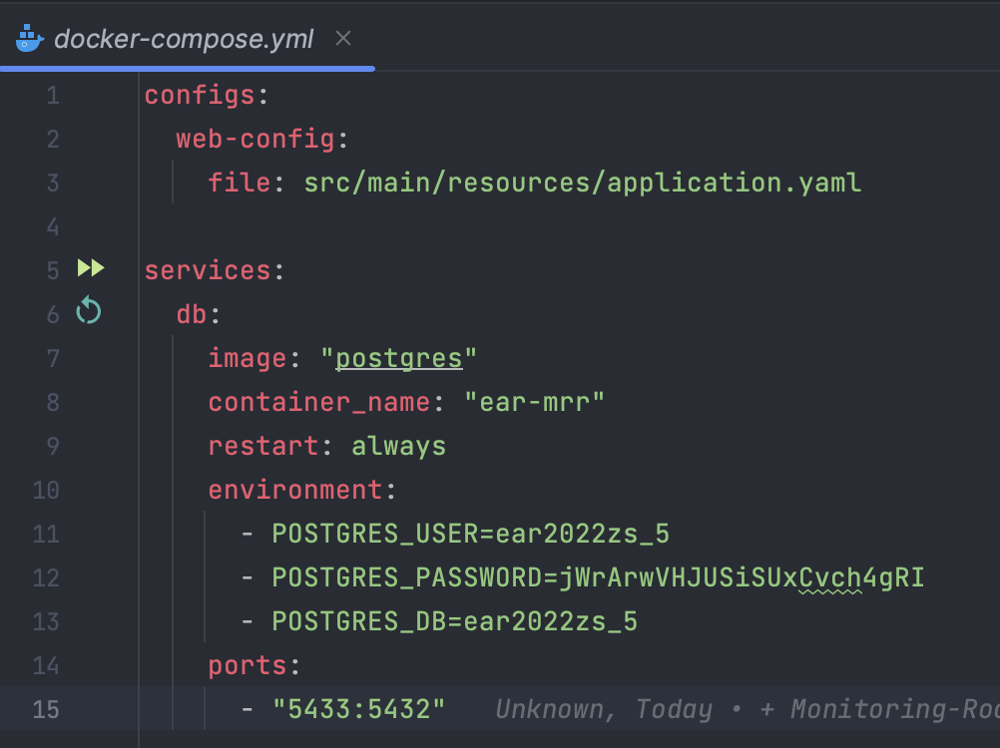 docker-compose.yml
1 configs:
2 web-config:
3 file: src/main/resources/application.yaml
4
5 services:
6 db:
7 image: "postgres"
8 container_name: "ear-mrr"
9 restart: always
10 environment:
11 - POSTGRES_USER=ear2022zs_5
12 - POSTGRES_PASSWORD=jWrArwVHJUSiSUxCvch4gRI
13 - POSTGRES_DB=ear2022zs_5
14 ports:
15 - "5433:5432" Unknown, Today • + Monitoring-Roo